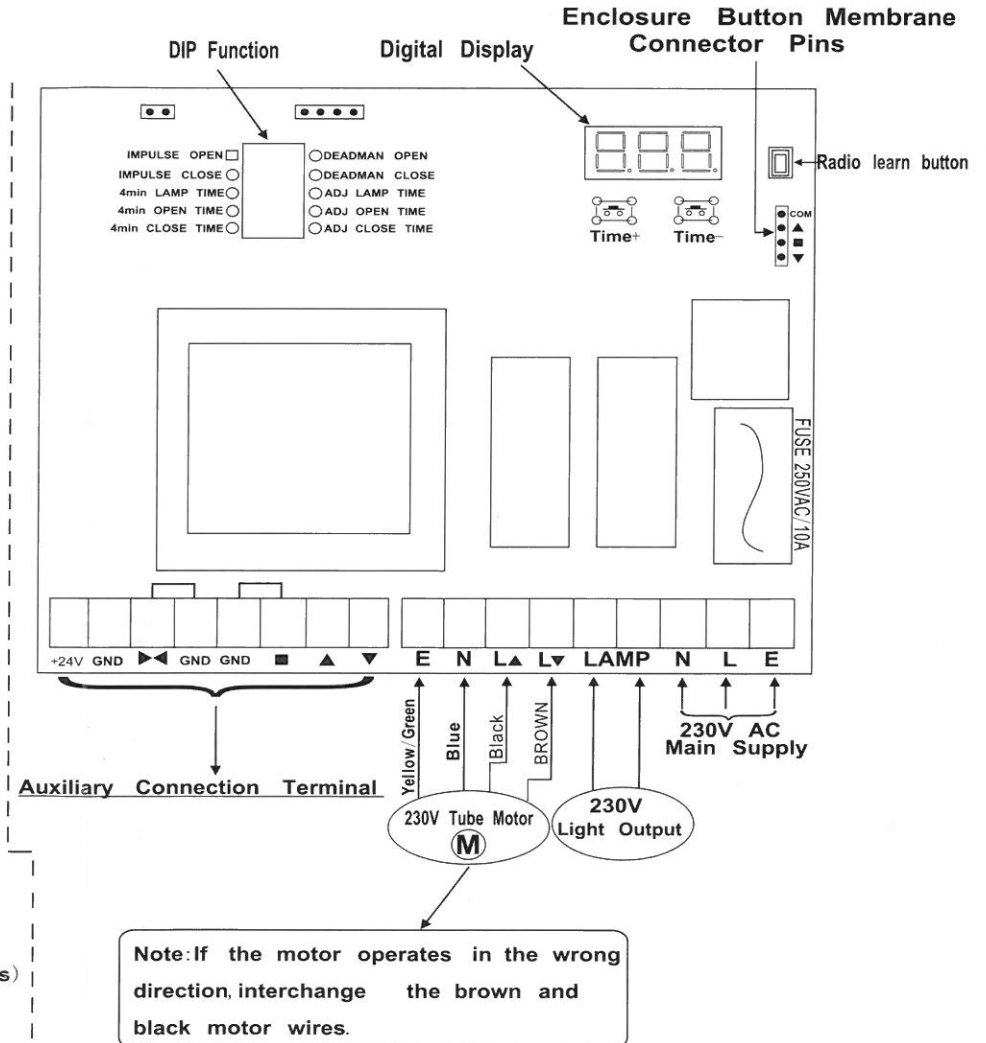 Enclosure Button Membrane
Connector Pins
DIP Function
Digital Display
IMPULSE OPEN
IMPULSE CLOSE
4min LAMP TIME
4min OPEN TIME
4min CLOSE TIME
DEADMAN OPEN
DEADMAN CLOSE
ADJ LAMP TIME
ADJ OPEN TIME
ADJ CLOSE TIME
Radio learn button
COM
▲
■
▼
Time+ Time-
FUSE 250VAC/10A
+24V GND ▶◀ GND GND ■ ▲ ▼
E N L▲ L▼ LAMP N L E
Yellow/Green
Blue
Black
BROWN
230V AC
Main Supply
Auxiliary Connection Terminal
230V Tube Motor
M
230V
Light Output
Note:If the motor operates in the wrong
direction, interchange the brown and
black motor wires.
s)